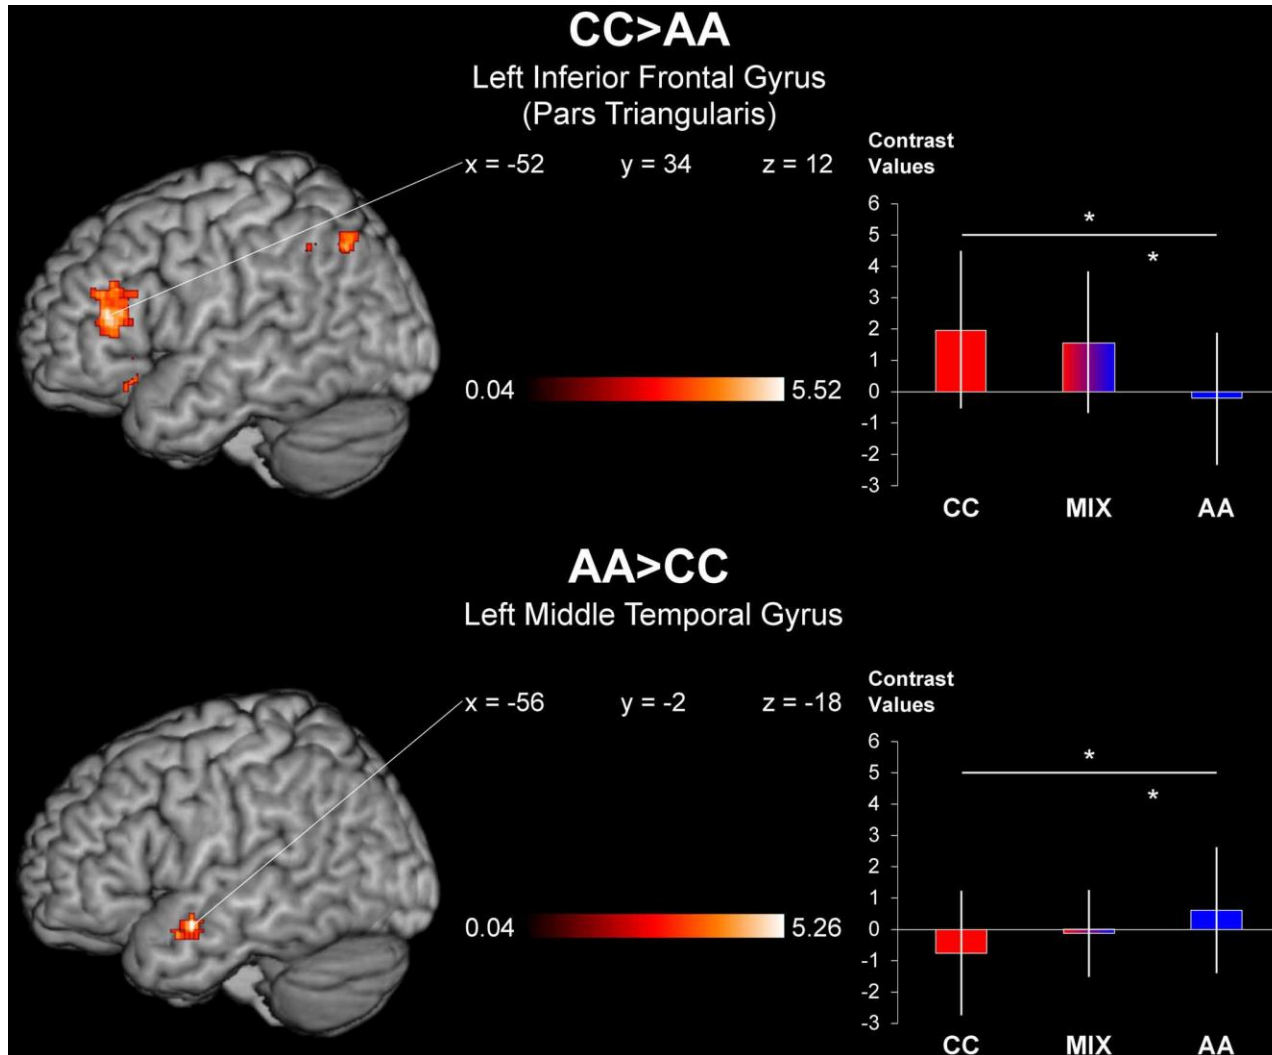 CC>AA
Left Inferior Frontal Gyrus
(Pars Triangularis)
x = -52 y = 34 z = 12
Contrast
Values
6
5
4
3
2
1
0
-1
-2
-3
*
*
0.04 5.52
CC MIX AA
AA>CC
Left Middle Temporal Gyrus
x = -56 y = -2 z = -18
Contrast
Values
6
5
4
3
2
1
0
-1
-2
-3
*
*
0.04 5.26
CC MIX AA